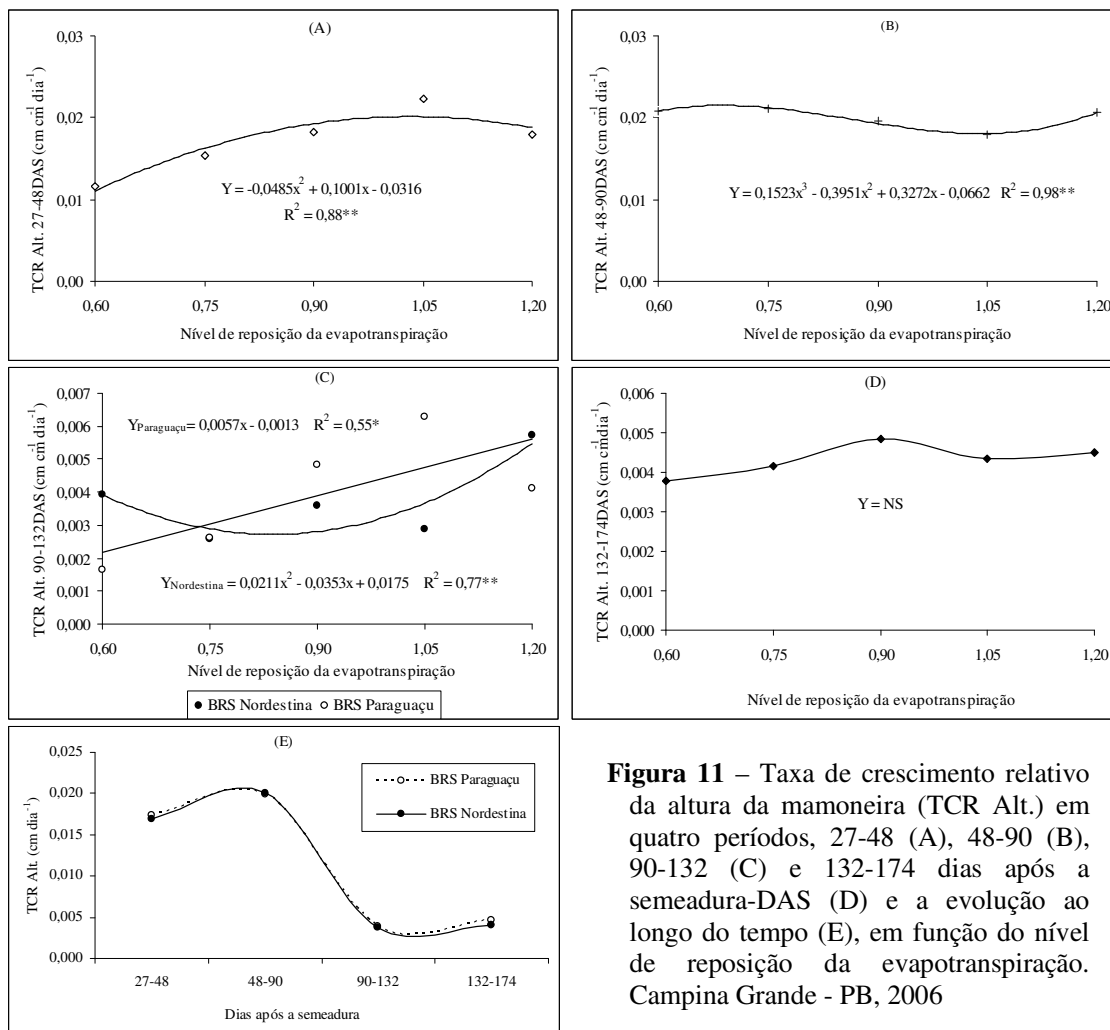 (A)
TCR Alt. 27-48DAS (cm cm⁻¹ dia⁻¹)
0,03
0,02
0,01
0,00
Y = -0,0485x² + 0,1001x - 0,0316
R² = 0,88**
0,60 0,75 0,90 1,05 1,20
Nível de reposição da evapotranspiração
(B)
TCR Alt. 48-90DAS (cm cm⁻¹ dia⁻¹)
0,03
0,02
0,01
0,00
Y = 0,1523x³ - 0,3951x² + 0,3272x - 0,0662 R² = 0,98**
0,60 0,75 0,90 1,05 1,20
Nível de reposição da evapotranspiração
(C)
TCR Alt. 90-132DAS (cm cm⁻¹ dia⁻¹)
0,007
0,006
0,005
0,004
0,003
0,002
0,001
0,000
YParaguaçu = 0,0057x - 0,0013 R² = 0,55*
YNordestina = 0,0211x² - 0,0353x + 0,0175 R² = 0,77**
0,60 0,75 0,90 1,05 1,20
Nível de reposição da evapotranspiração
BRS Nordestina BRS Paraguaçu
(D)
TCR Alt. 132-174DAS (cm cm⁻¹dia⁻¹)
0,006
0,005
0,004
0,003
0,002
0,001
0,000
Y = NS
0,60 0,75 0,90 1,05 1,20
Nível de reposição da evapotranspiração
(E)
TCR Alt. (cm dia⁻¹)
0,025
0,020
0,015
0,010
0,005
0,000
BRS Paraguaçu
BRS Nordestina
27-48 48-90 90-132 132-174
Dias após a semeadura
Figura 11 – Taxa de crescimento relativo
da altura da mamoneira (TCR Alt.) em
quatro períodos, 27-48 (A), 48-90 (B),
90-132 (C) e 132-174 dias após a
semeadura-DAS (D) e a evolução ao
longo do tempo (E), em função do nível
de reposição da evapotranspiração.
Campina Grande - PB, 2006